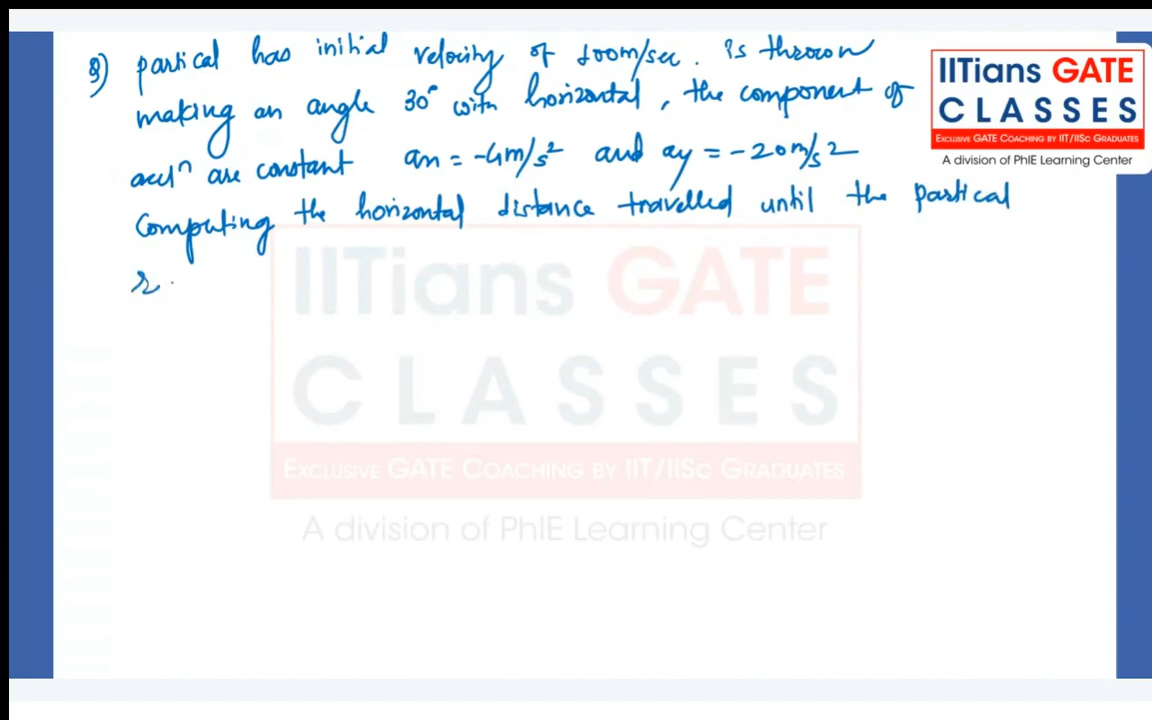 8) partical has initial velocity of 100m/sec. is thrown
making an angle 30° with horizontal, the component of
accⁿ are constant ax = -4m/s² and ay = -20m/s²
Computing the horizontal distance travelled until the partical
r.
IITians GATE
CLASSES
EXCLUSIVE GATE COACHING BY IIT/IISc GRADUATES
A division of PhIE Learning Center
IITians GATE
CLASSES
EXCLUSIVE GATE COACHING BY IIT/IISc GRADUATES
A division of PhIE Learning Center